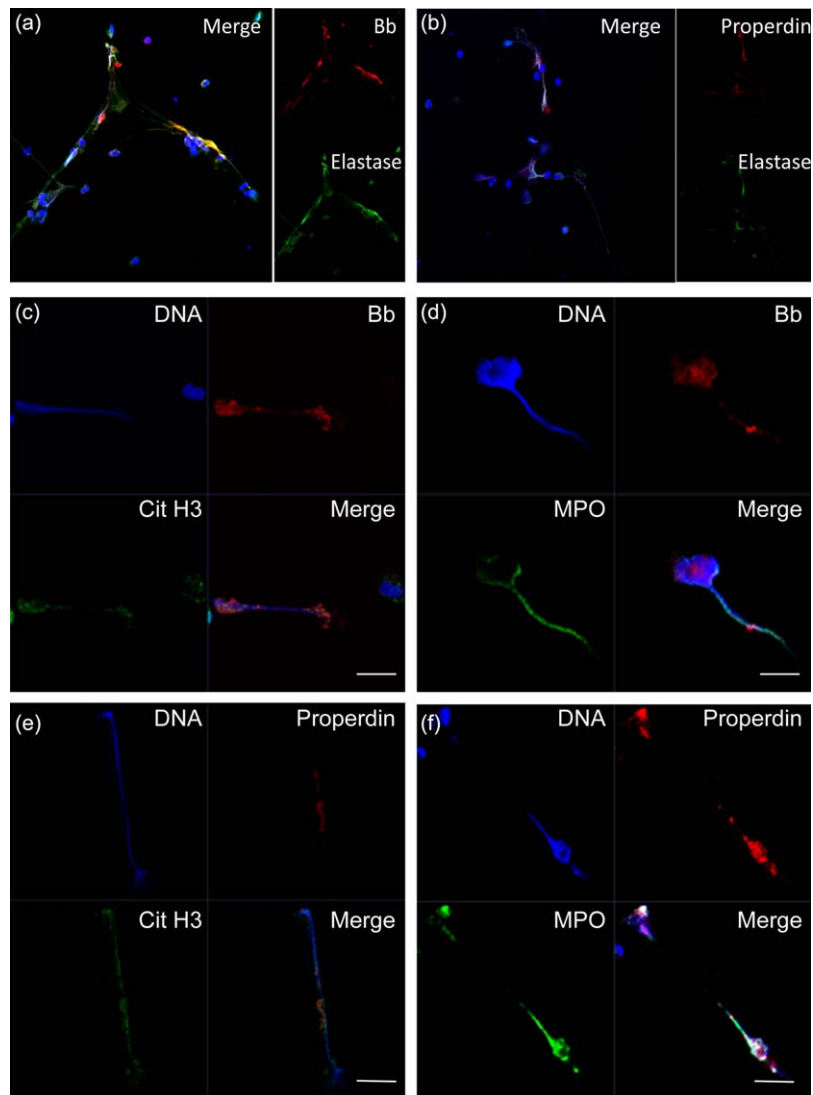 (a) Merge Bb
Elastase
(b) Merge Properdin
Elastase
(c) DNA Bb
Cit H3 Merge
(d) DNA Bb
MPO Merge
(e) DNA Properdin
Cit H3 Merge
(f) DNA Properdin
MPO Merge